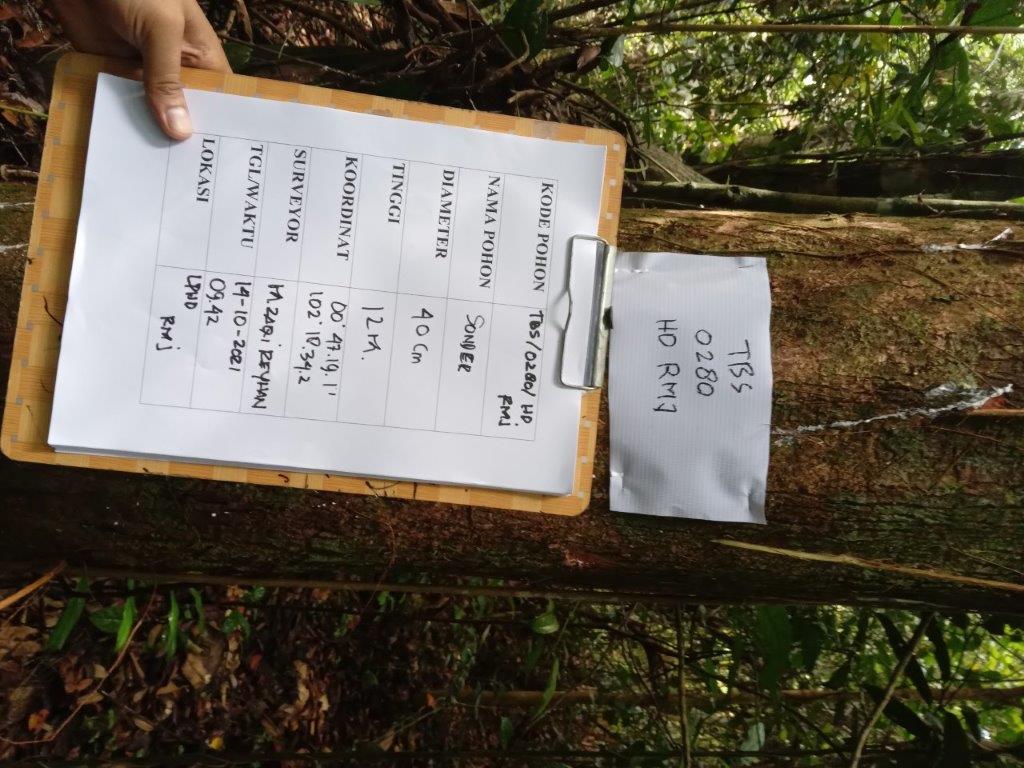 TBS
0280
HD RMJ
KODE POHON TBS/0280/HD
RMJ
NAMA POHON SONDER
DIAMETER 40 cm
TINGGI 12 M.
KOORDINAT 00°47.19.11
102°10.34.2
SURVEYOR M.ZAQI REYHAN
TGL/WAKTU 14-10-2021
09.42
LOKASI LPHD
RMJ